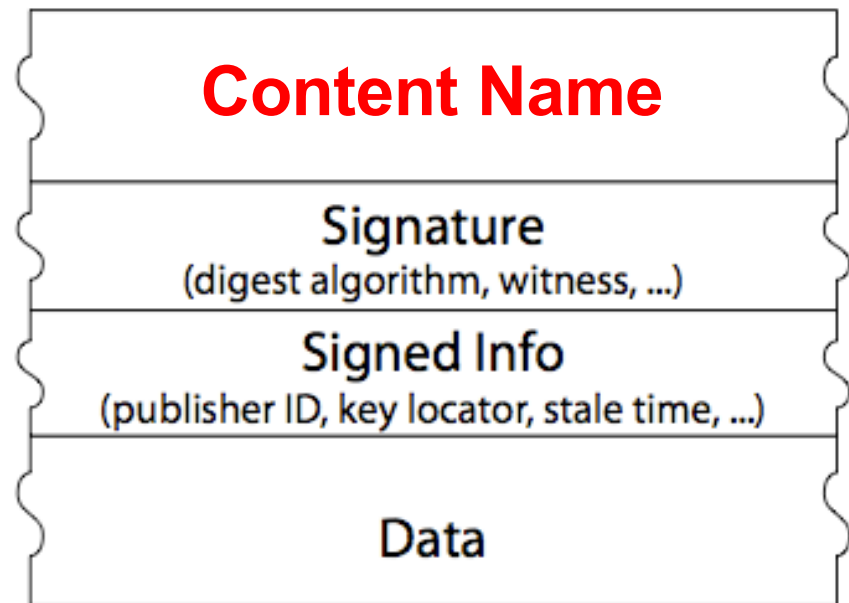 Content Name
Signature
(digest algorithm, witness, ...)
Signed Info
(publisher ID, key locator, stale time, ...)
Data